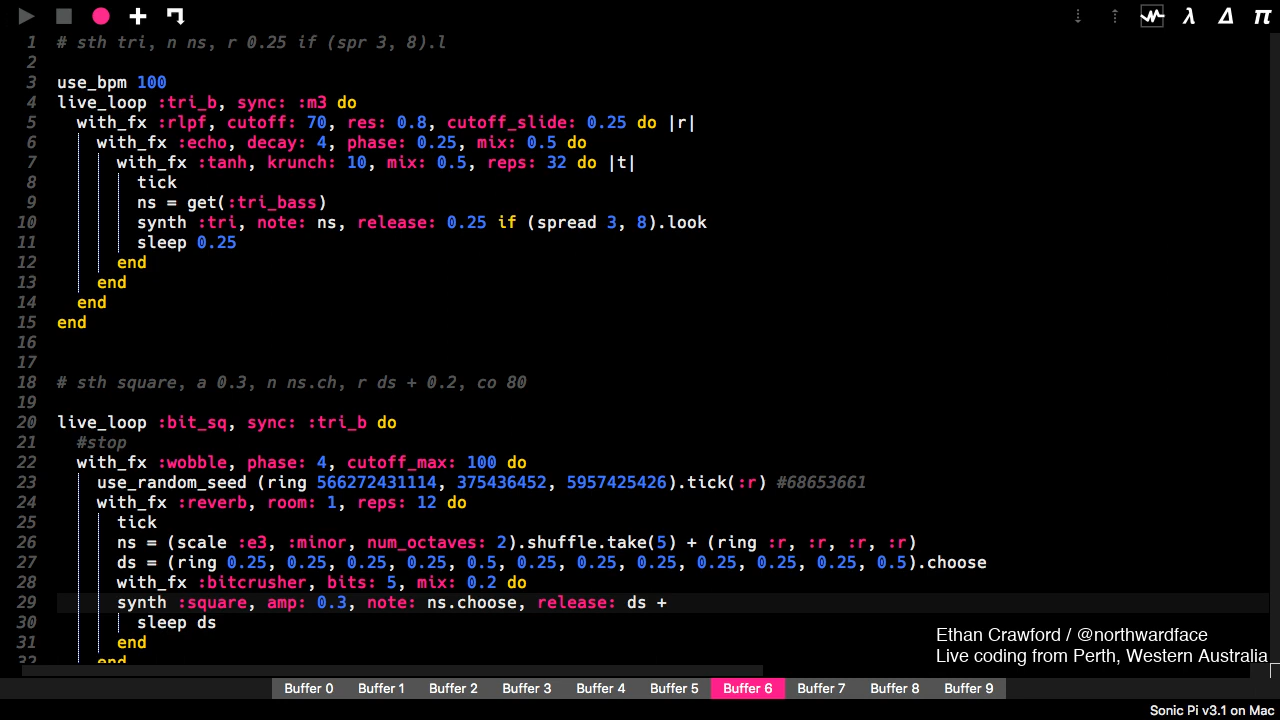 1 # sth tri, n ns, r 0.25 if (spr 3, 8).l
2
3 use_bpm 100
4 live_loop :tri_b, sync: :m3 do
5 with_fx :rlpf, cutoff: 70, res: 0.8, cutoff_slide: 0.25 do |r|
6 with_fx :echo, decay: 4, phase: 0.25, mix: 0.5 do
7 with_fx :tanh, krunch: 10, mix: 0.5, reps: 32 do |t|
8 tick
9 ns = get(:tri_bass)
10 synth :tri, note: ns, release: 0.25 if (spread 3, 8).look
11 sleep 0.25
12 end
13 end
14 end
15 end
16
17
18 # sth square, a 0.3, n ns.ch, r ds + 0.2, co 80
19
20 live_loop :bit_sq, sync: :tri_b do
21 #stop
22 with_fx :wobble, phase: 4, cutoff_max: 100 do
23 use_random_seed (ring 566272431114, 375436452, 5957425426).tick(:r) #68653661
24 with_fx :reverb, room: 1, reps: 12 do
25 tick
26 ns = (scale :e3, :minor, num_octaves: 2).shuffle.take(5) + (ring :r, :r, :r, :r)
27 ds = (ring 0.25, 0.25, 0.25, 0.25, 0.5, 0.25, 0.25, 0.25, 0.25, 0.25, 0.25, 0.5).choose
28 with_fx :bitcrusher, bits: 5, mix: 0.2 do
29 synth :square, amp: 0.3, note: ns.choose, release: ds +
30 sleep ds
31 end
32 end
Ethan Crawford / @northwardface
Live coding from Perth, Western Australia
Buffer 0 Buffer 1 Buffer 2 Buffer 3 Buffer 4 Buffer 5 Buffer 6 Buffer 7 Buffer 8 Buffer 9
Sonic Pi v3.1 on Mac